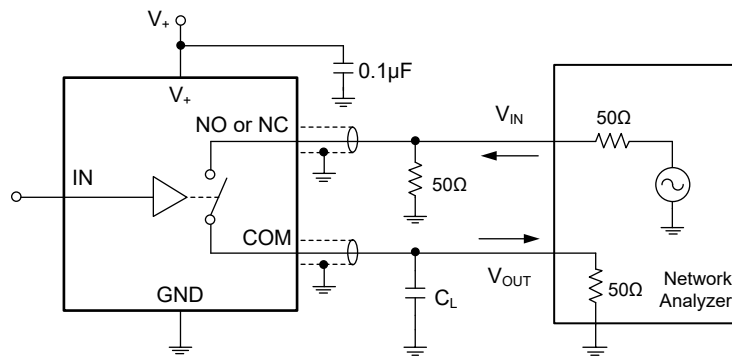 V+
0.1µF
V+
NO or NC
VIN
50Ω
50Ω
IN
COM
VOUT
GND
CL
50Ω
Network
Analyzer